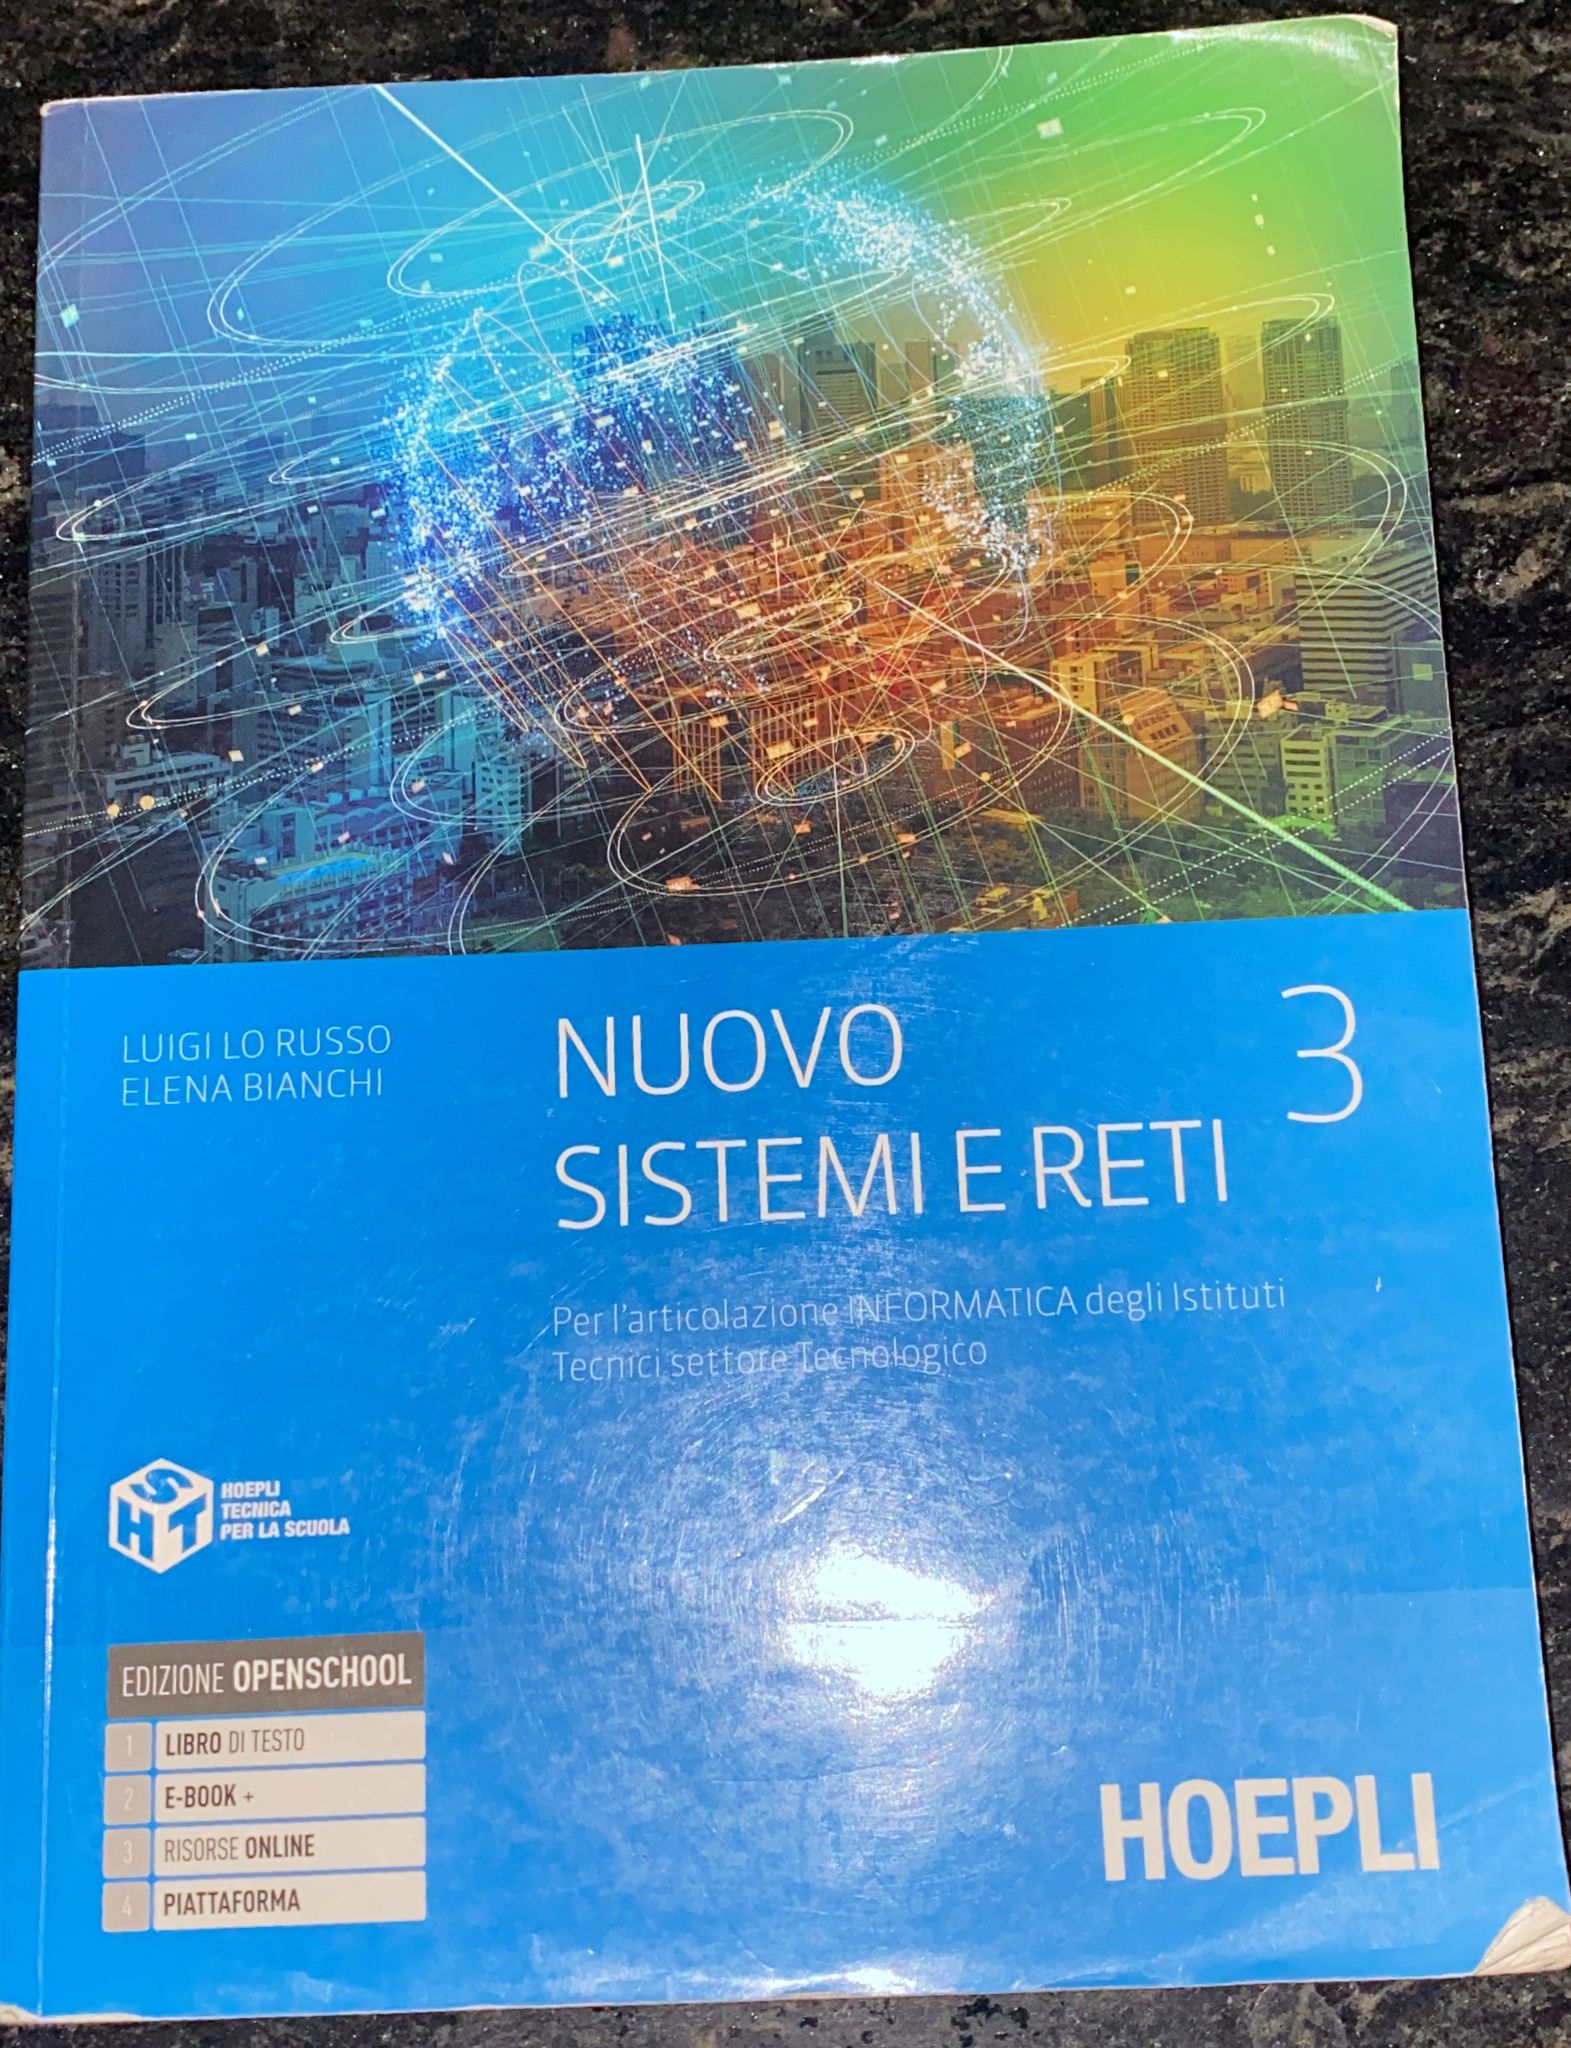 LUIGI LO RUSSO
ELENA BIANCHI
NUOVO
SISTEMI E RETI
3
Per l'articolazione INFORMATICA degli Istituti
Tecnici settore Tecnologico
HST
HOEPLI
TECNICA
PER LA SCUOLA
EDIZIONE OPENSCHOOL
1 LIBRO DI TESTO
2 E-BOOK +
3 RISORSE ONLINE
4 PIATTAFORMA
HOEPLI